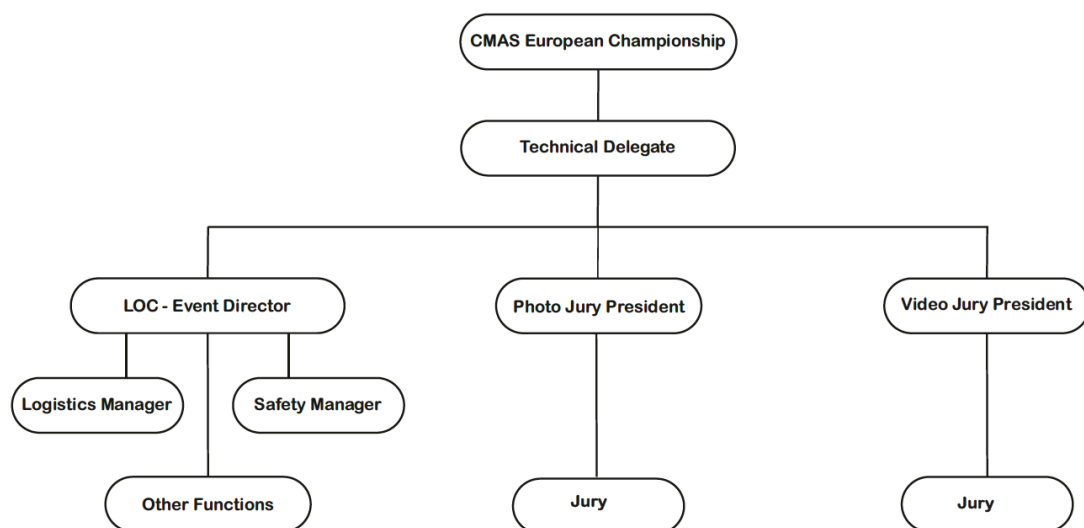 CMAS European Championship
Technical Delegate
LOC - Event Director
Photo Jury President
Video Jury President
Logistics Manager
Safety Manager
Other Functions
Jury
Jury